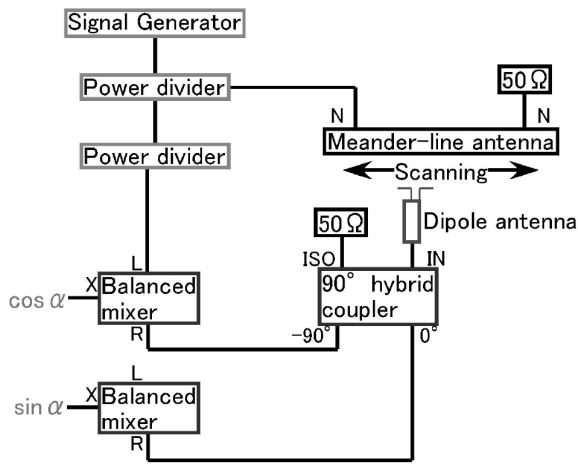 Signal Generator
Power divider
50Ω
N
N
Meander-line antenna
Power divider
Scanning
50Ω
Dipole antenna
L
ISO
IN
X
Balanced
mixer
cos α
90° hybrid
coupler
R
-90°
0°
L
X
Balanced
mixer
sin α
R